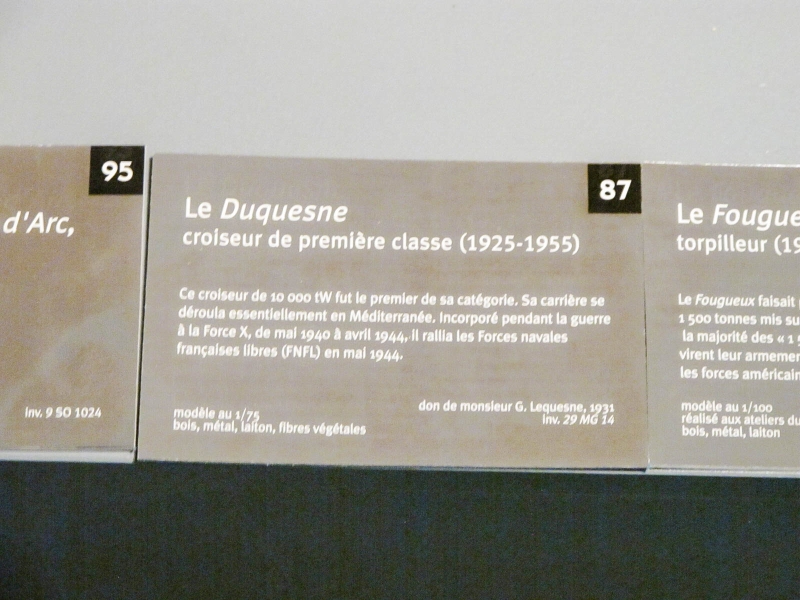 95
d'Arc,
inv. 9 SO 1024
87
Le Duquesne
croiseur de première classe (1925-1955)
Ce croiseur de 10 000 tW fut le premier de sa catégorie. Sa carrière se
déroula essentiellement en Méditerranée. Incorporé pendant la guerre
à la Force X, de mai 1940 à avril 1944, il rallia les Forces navales
françaises libres (FNFL) en mai 1944.
don de monsieur G. Lequesne, 1931
inv. 29 MG 14
modèle au 1/75
bois, métal, laiton, fibres végétales
Le Fougue
torpilleur (19
Le Fougueux faisait
1 500 tonnes mis su
la majorité des « 1 5
virent leur armemer
les forces américain
modèle au 1/100
réalisé aux ateliers du
bois, métal, laiton